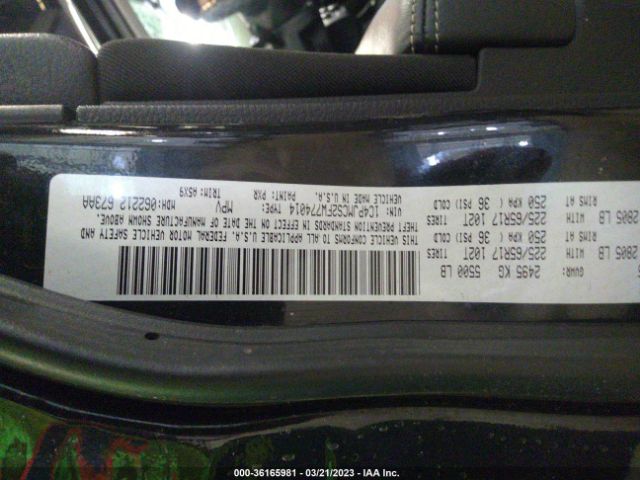 GVWR: 2495 KG 5500 LB
2805 LB WITH 225/65R17 102T TIRES
RIMS AT 250 KPA( 36 PSI) COLD
2805 LB WITH 225/65R17 102T TIRES
RIMS AT 250 KPA( 36 PSI) COLD
THIS VEHICLE CONFORMS TO ALL APPLICABLE U.S.A. FEDERAL MOTOR VEHICLE SAFETY AND
THEFT PREVENTION STANDARDS IN EFFECT ON THE DATE OF MANUFACTURE SHOWN ABOVE.
VIN: 1C4PJMCS2FW774014 TYPE: MPV
VEHICLE MADE IN U.S.A. PAINT: PXR TRIM: A5X9 MDH: 062212 673AA
000-36165981 - 03/21/2023 - IAA Inc.